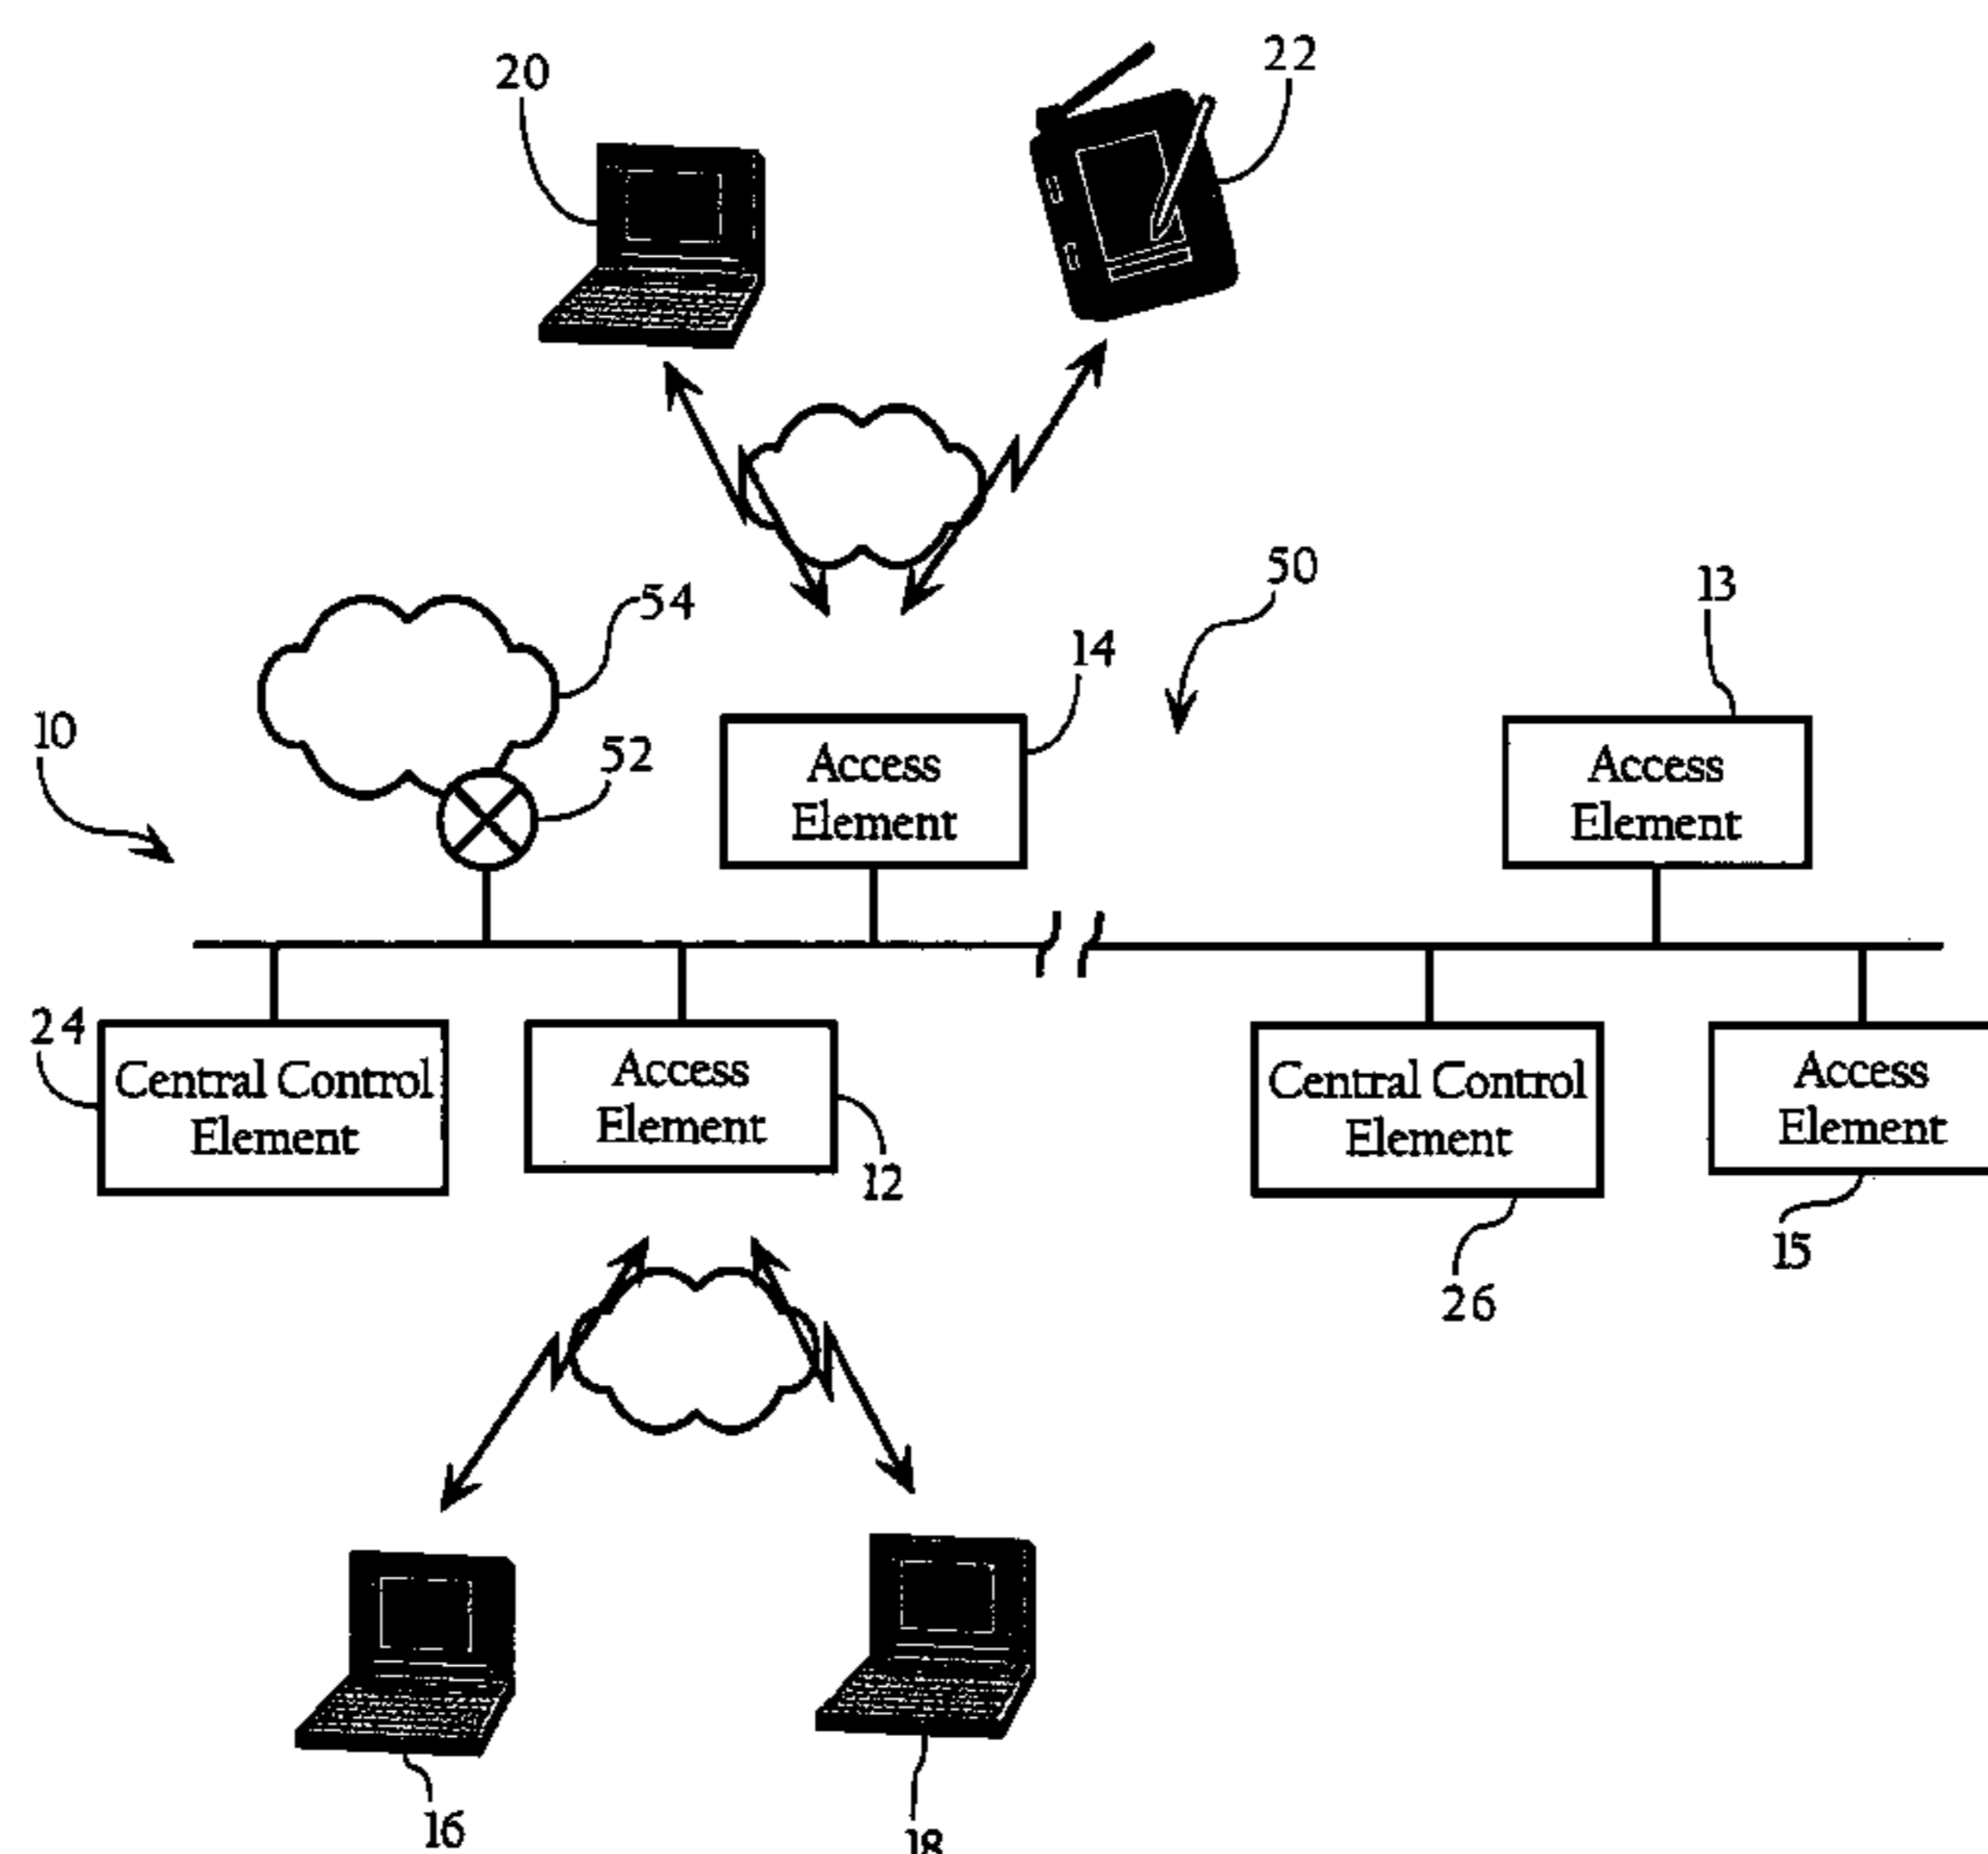 20
22
54
50
13
14
10
52
Access
Element
Access
Element
24
Central Control
Element
Access
Element
12
Central Control
Element
26
Access
Element
15
16
18